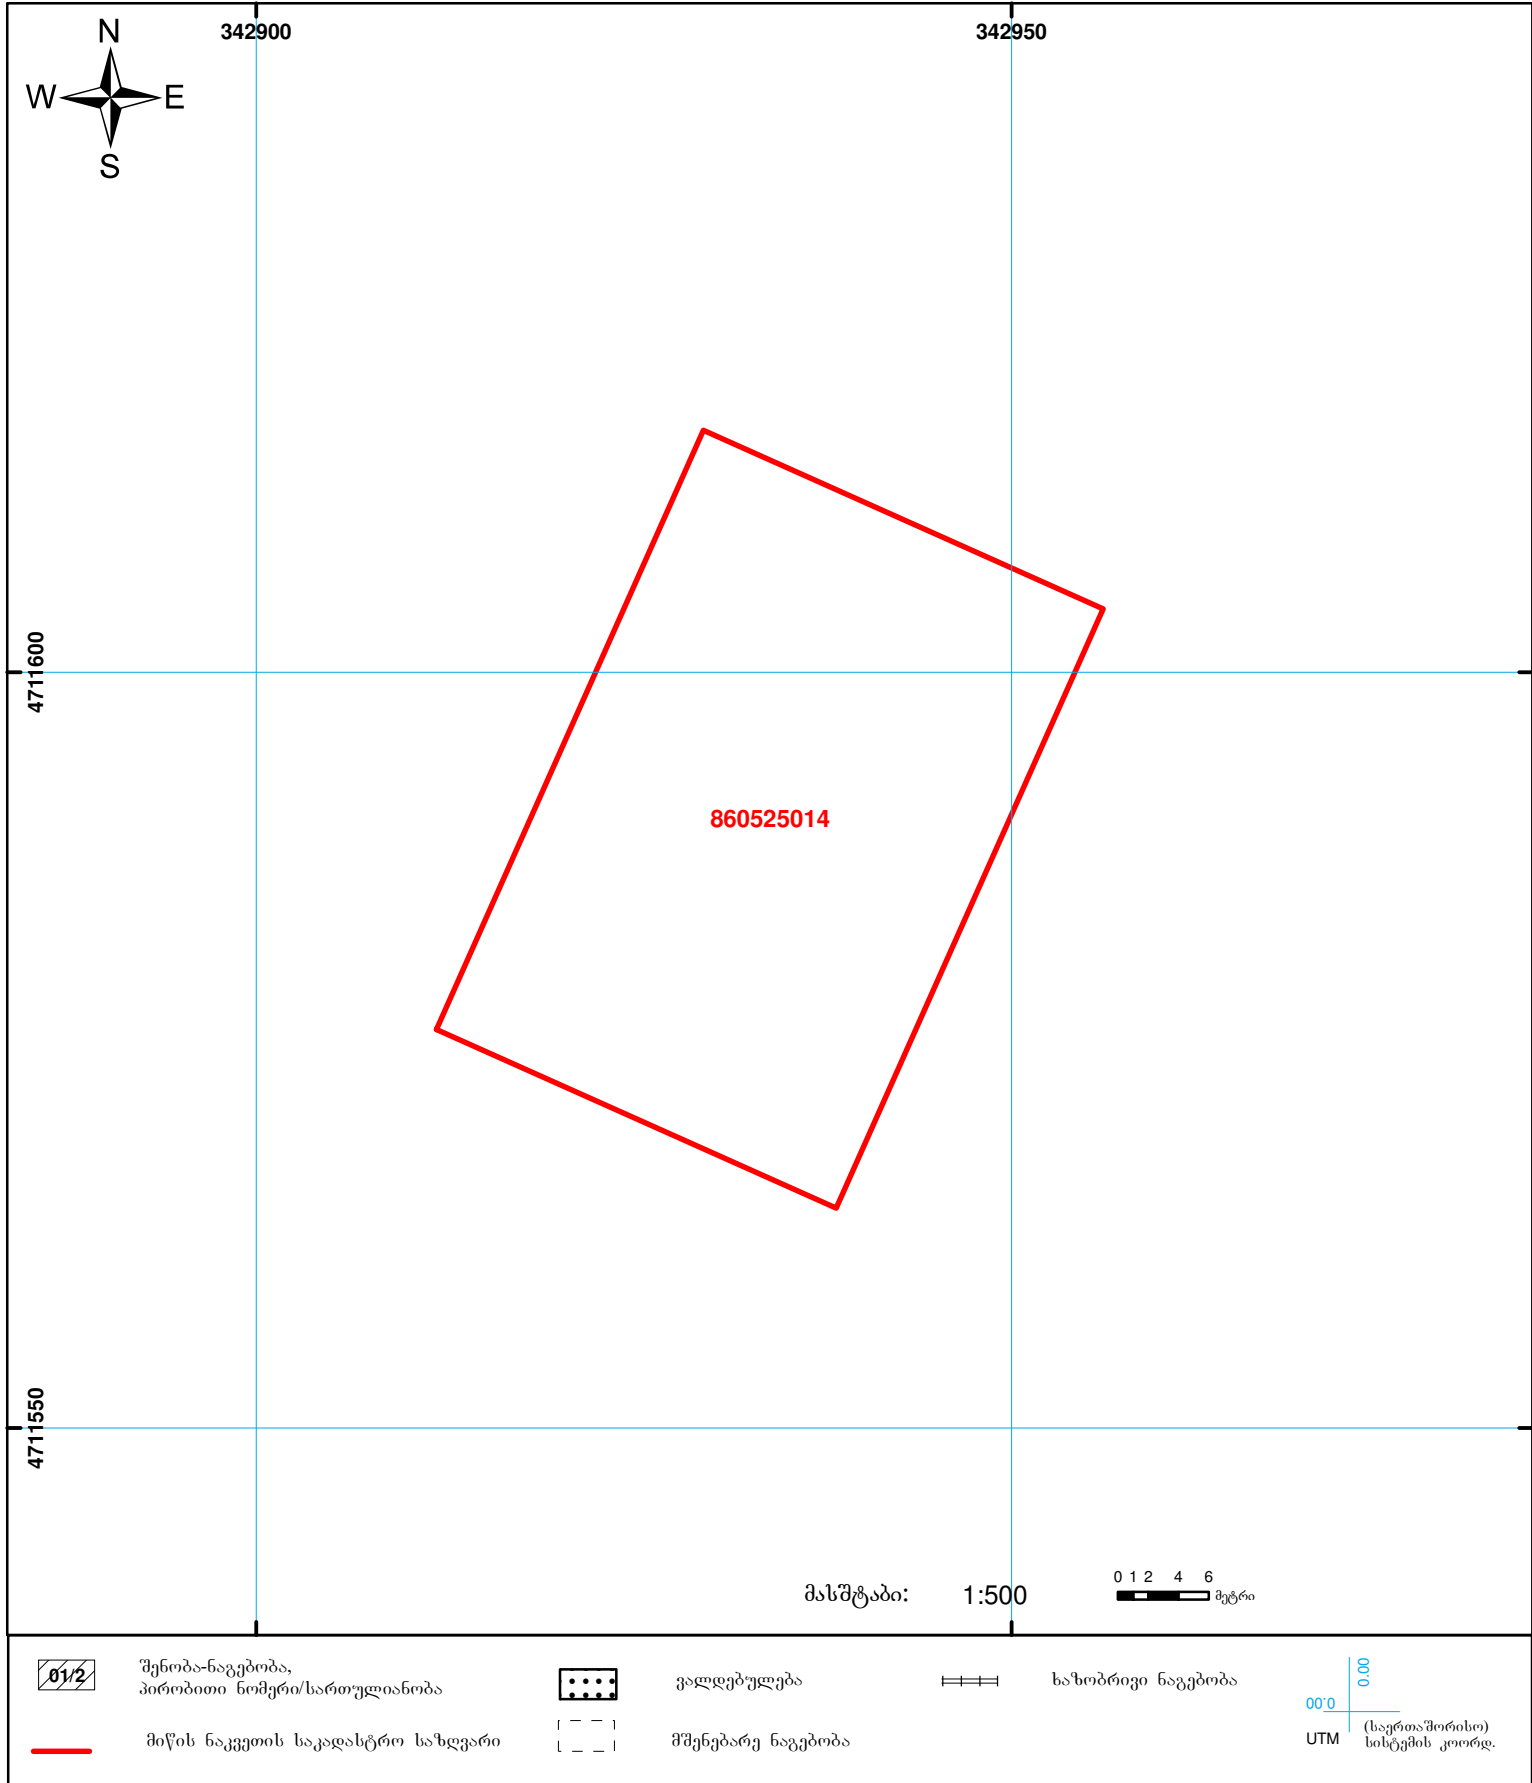 342900
342950
N
W
E
S
4711600
860525014
4711550
მასშტაბი:
1:500
0 1 2 4 6
მეტრი
01/2
შენობა-ნაგებობა,
პირობითი ნომერი/სართულიანობა
ვალდებულება
ხაზობრივი ნაგებობა
მიწის ნაკვეთის საკადასტრო საზღვარი
მშენებარე ნაგებობა
00.0
00.0
UTM
(საერთაშორისო)
სისტემის კოორდ.